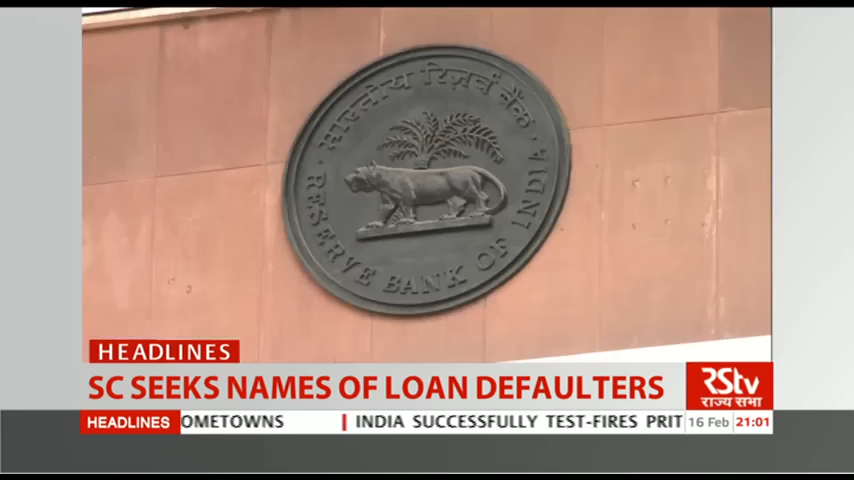 भारतीय रिज़र्व बैंक
RESERVE BANK OF INDIA
HEADLINES
SC SEEKS NAMES OF LOAN DEFAULTERS
RSTV
राज्य सभा
HEADLINES OMETOWNS INDIA SUCCESSFULLY TEST-FIRES PRIT 16 Feb 21:01